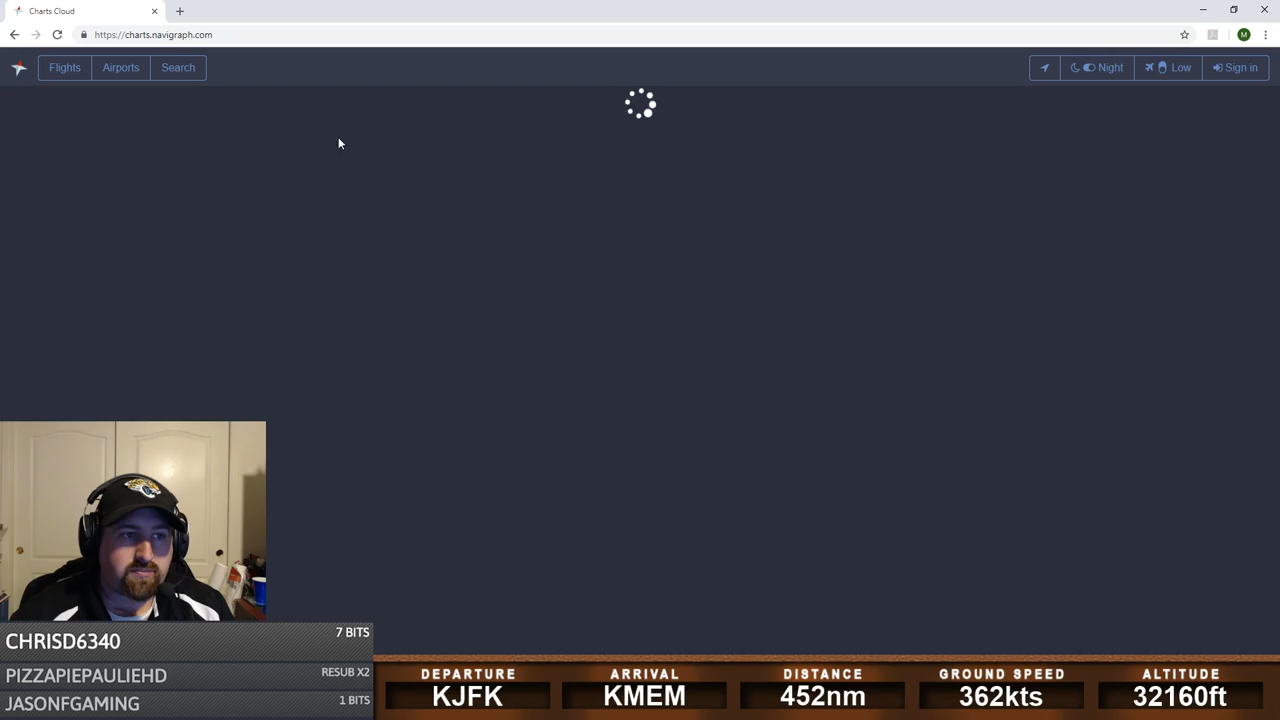 Charts Cloud
https://charts.navigraph.com
M
Flights Airports Search
Night Low Sign in
CHRISD6340 7 BITS
PIZZAPIEPAULIEHD RESUB X2
JASONFGAMING 1 BITS
DEPARTURE ARRIVAL DISTANCE GROUND SPEED ALTITUDE
KJFK KMEM 452nm 362kts 32160ft